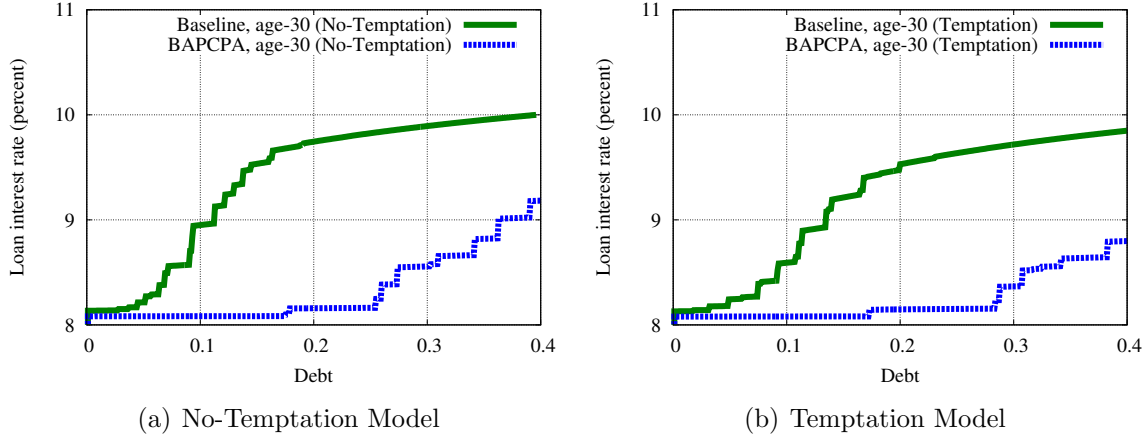 11
10
9
8
Loan interest rate (percent)
Baseline, age-30 (No-Temptation)
BAPCPA, age-30 (No-Temptation)
0 0.1 0.2 0.3 0.4
Debt
(a) No-Temptation Model
11
10
9
8
Loan interest rate (percent)
Baseline, age-30 (Temptation)
BAPCPA, age-30 (Temptation)
0 0.1 0.2 0.3 0.4
Debt
(b) Temptation Model